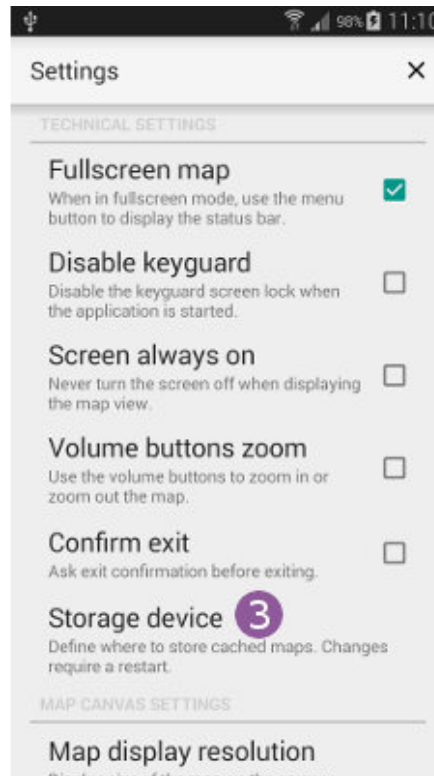 98% 11:10
Settings
TECHNICAL SETTINGS
Fullscreen map
When in fullscreen mode, use the menu
button to display the status bar.
Disable keyguard
Disable the keyguard screen lock when
the application is started.
Screen always on
Never turn the screen off when displaying
the map view.
Volume buttons zoom
Use the volume buttons to zoom in or
zoom out the map.
Confirm exit
Ask exit confirmation before exiting.
Storage device 3
Define where to store cached maps. Changes
require a restart.
MAP CANVAS SETTINGS
Map display resolution